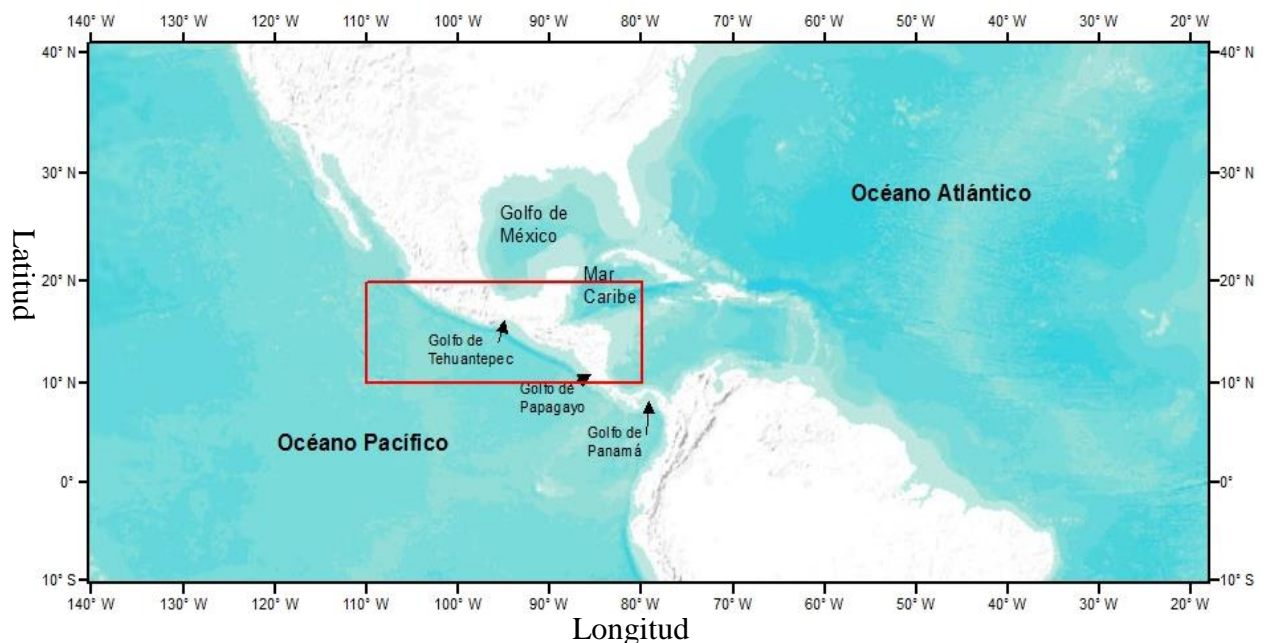 140° W 130° W 120° W 110° W 100° W 90° W 80° W 70° W 60° W 50° W 40° W 30° W 20° W
40° N 40° N
30° N 30° N
Océano Atlántico
Golfo de
México
Latitud
20° N 20° N
Mar
Caribe
Golfo de
Tehuantepec
10° N 10° N
Golfo de
Papagayo
Golfo de
Panamá
Océano Pacífico
0° 0°
10° S 10° S
140° W 130° W 120° W 110° W 100° W 90° W 80° W 70° W 60° W 50° W 40° W 30° W 20° W
Longitud